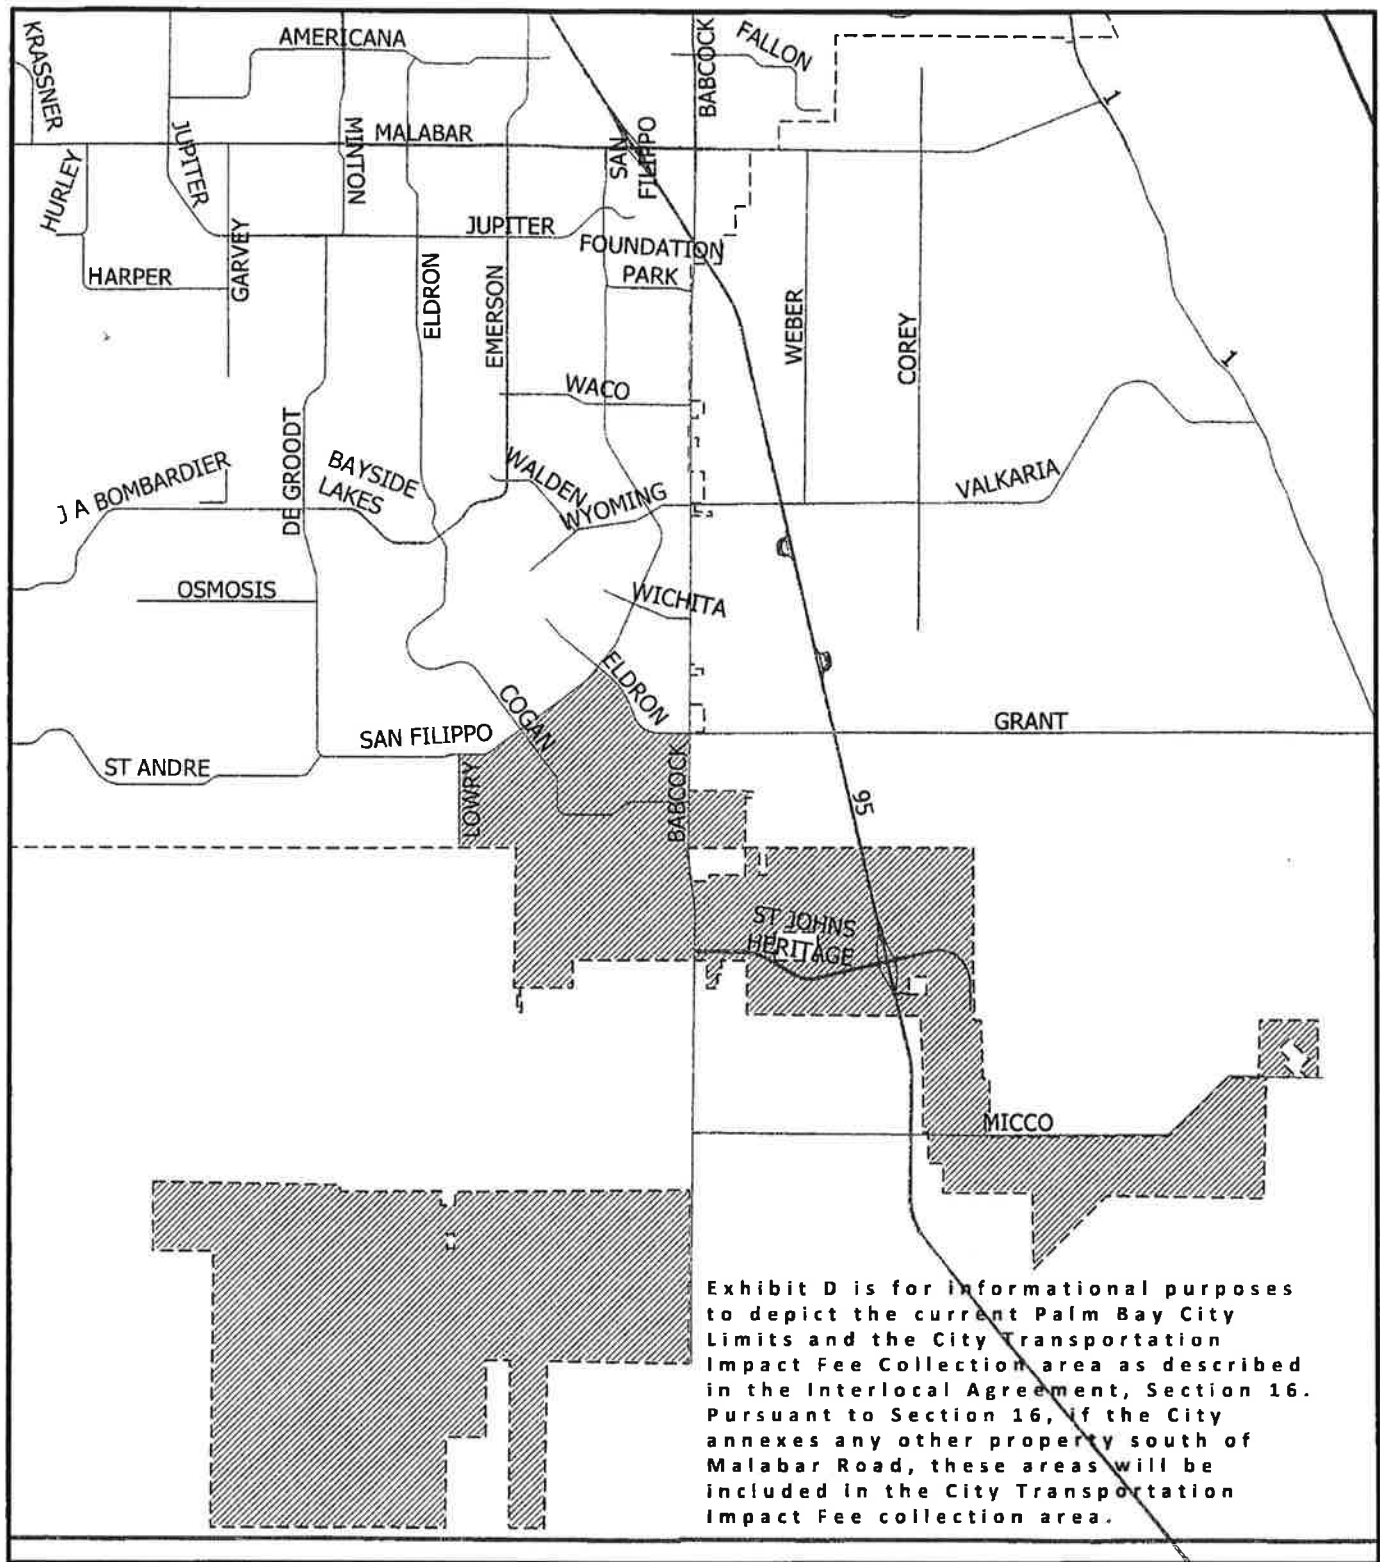 KRASSNER
AMERICANA
BABCOCK
FALLON
1
JUPITER
MINTON
MALABAR
SAN
FILIPPO
HURLEY
GARVEY
JUPITER
FOUNDATION
PARK
HARPER
ELDRON
EMERSON
WEBER
COREY
1
WACO
DE GROODT
J A BOMBARDIER
BAYSIDE
LAKES
WALDEN
WYOMING
VALKARIA
OSMOSIS
WICHITA
ELDRON
COGAN
GRANT
SAN FILIPPO
ST ANDRE
LOWRY
BABCOCK
95
ST JOHNS
HERITAGE
MICCO
Exhibit D is for informational purposes
to depict the current Palm Bay City
Limits and the City Transportation
Impact Fee Collection area as described
in the Interlocal Agreement, Section 16.
Pursuant to Section 16, if the City
annexes any other property south of
Malabar Road, these areas will be
included in the City Transportation
Impact Fee collection area.